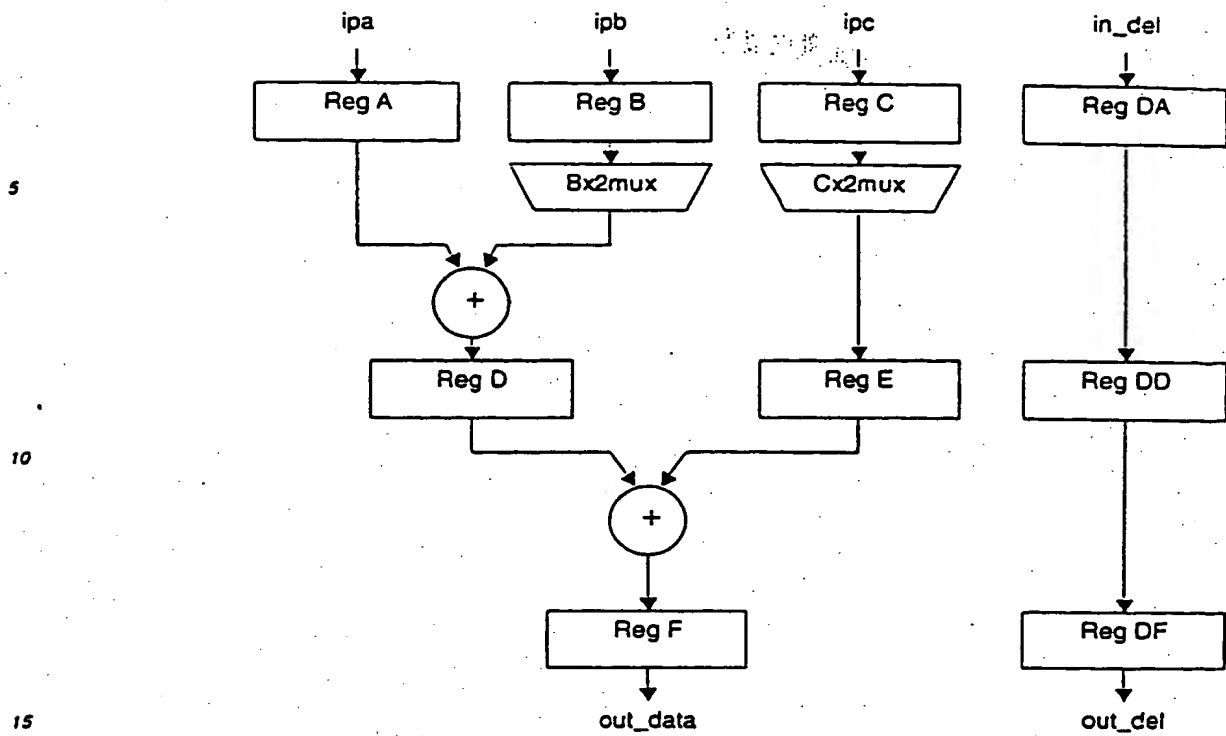 ipa ipb ipc in_del
Reg A Reg B Reg C Reg DA
5 Bx2mux Cx2mux
+
Reg D Reg E Reg DD
10
+
Reg F Reg DF
15 out_data out_del